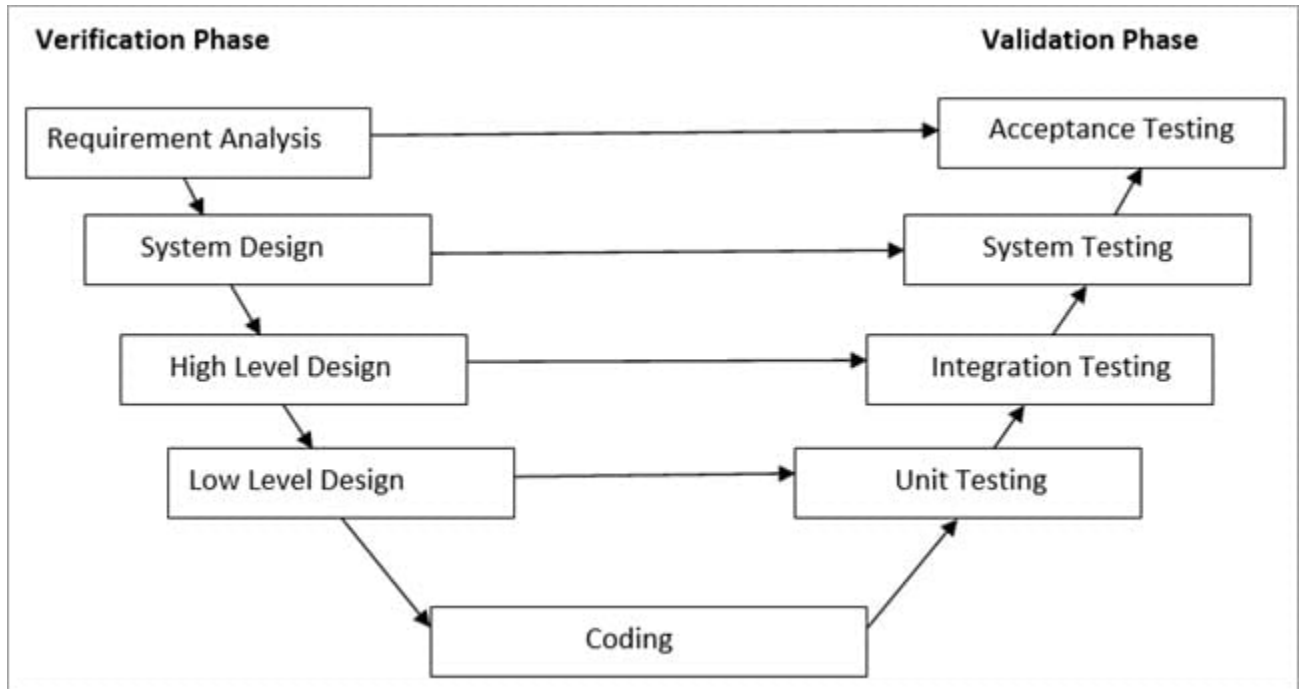 Verification Phase
Validation Phase
Requirement Analysis
Acceptance Testing
System Design
System Testing
High Level Design
Integration Testing
Low Level Design
Unit Testing
Coding